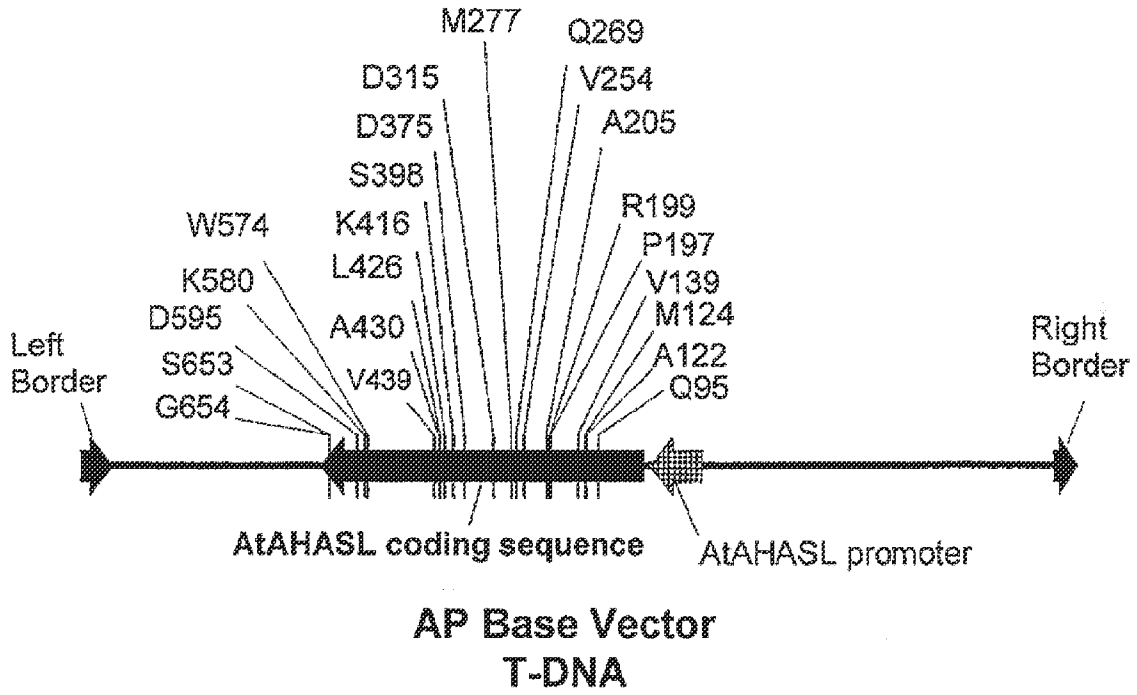 M277
Q269
D315
V254
D375
A205
S398
R199
W574
K416
P197
L426
V139
K580
M124
D595
A430
Left
Border
Right
Border
S653
A122
V439
Q95
G654
AtAHASL coding sequence
AtAHASL promoter
AP Base Vector
T-DNA